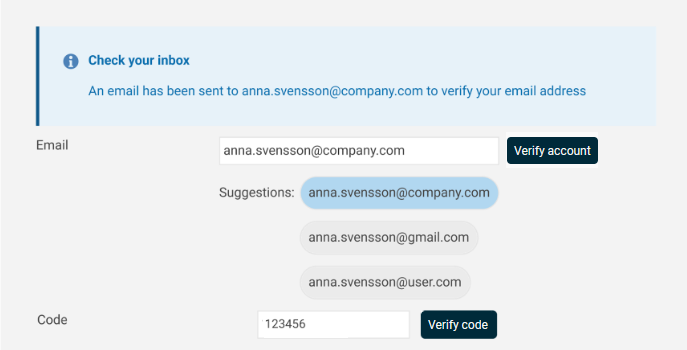 Check your inbox
An email has been sent to anna.svensson@company.com to verify your email address
Email anna.svensson@company.com Verify account
Suggestions: anna.svensson@company.com
anna.svensson@gmail.com
anna.svensson@user.com
Code 123456 Verify code